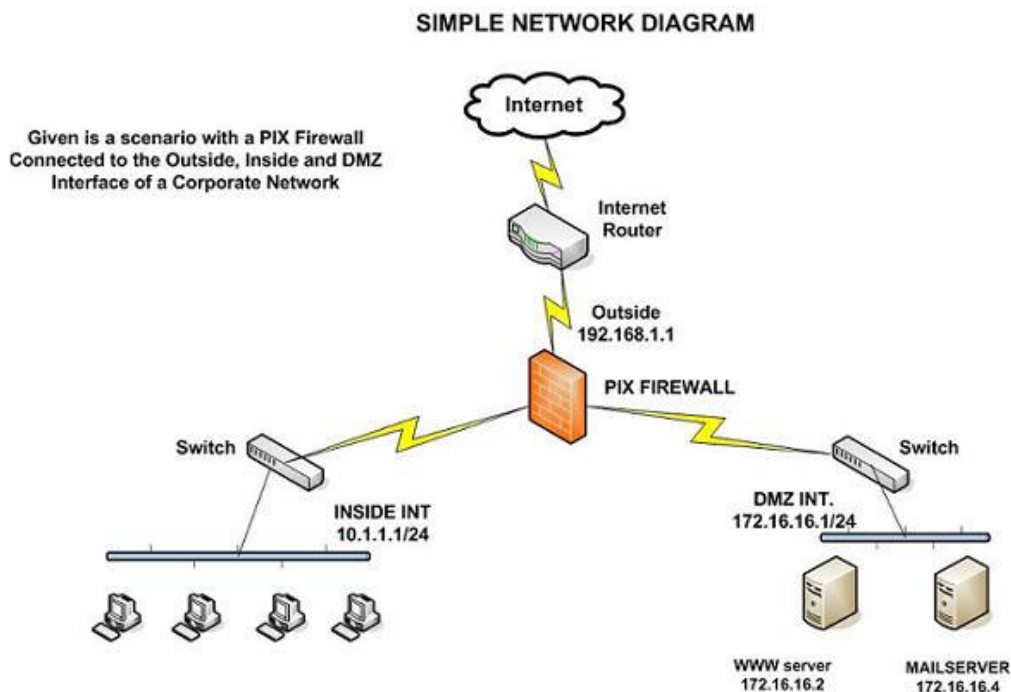 SIMPLE NETWORK DIAGRAM
Internet
Given is a scenario with a PIX Firewall
Connected to the Outside, Inside and DMZ
Interface of a Corporate Network
Internet
Router
Outside
192.168.1.1
PIX FIREWALL
Switch
Switch
INSIDE INT
10.1.1.1/24
DMZ INT.
172.16.16.1/24
WWW server
172.16.16.2
MAILSERVER
172.16.16.4